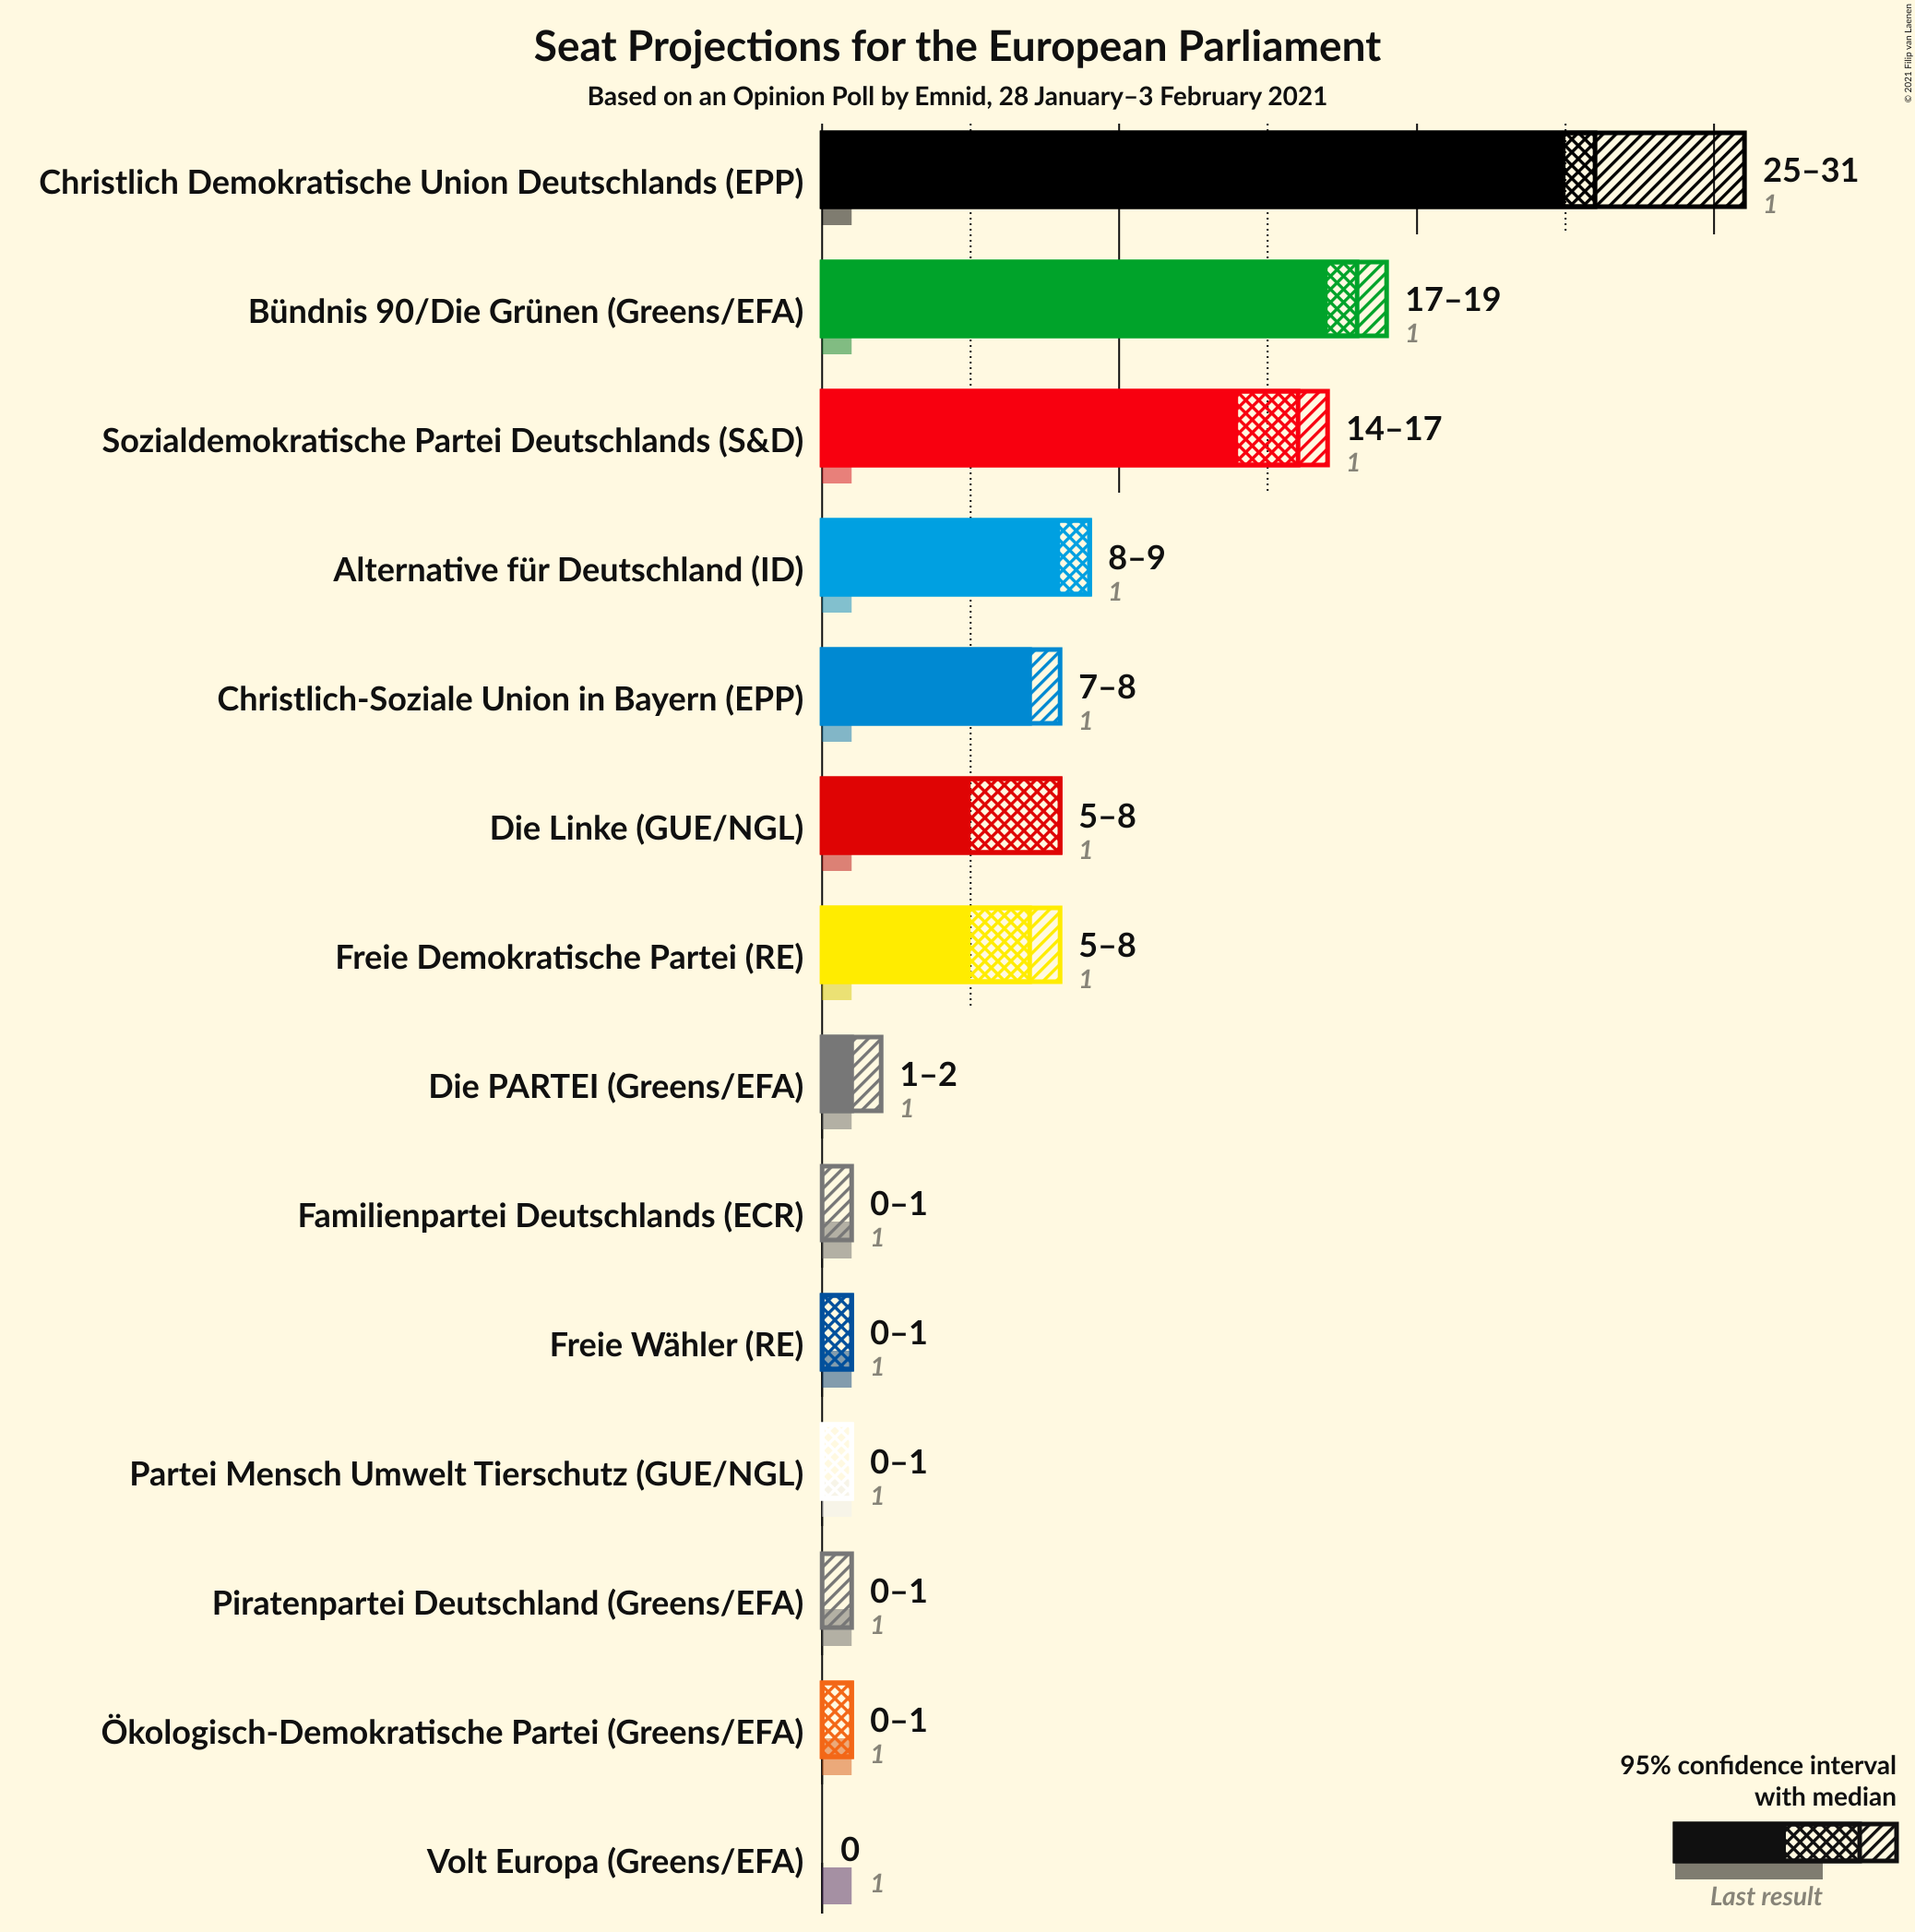 Seat Projections for the European Parliament
Based on an Opinion Poll by Emnid, 28 January–3 February 2021
© 2021 Filip van Laenen
Christlich Demokratische Union Deutschlands (EPP)
25–31
1
Bündnis 90/Die Grünen (Greens/EFA)
17–19
1
Sozialdemokratische Partei Deutschlands (S&D)
14–17
1
Alternative für Deutschland (ID)
8–9
1
Christlich-Soziale Union in Bayern (EPP)
7–8
1
Die Linke (GUE/NGL)
5–8
1
Freie Demokratische Partei (RE)
5–8
1
Die PARTEI (Greens/EFA)
1–2
1
Familienpartei Deutschlands (ECR)
0–1
1
Freie Wähler (RE)
0–1
1
Partei Mensch Umwelt Tierschutz (GUE/NGL)
0–1
1
Piratenpartei Deutschland (Greens/EFA)
0–1
1
Ökologisch-Demokratische Partei (Greens/EFA)
0–1
1
Volt Europa (Greens/EFA)
0
1
95% confidence interval
with median
Last result